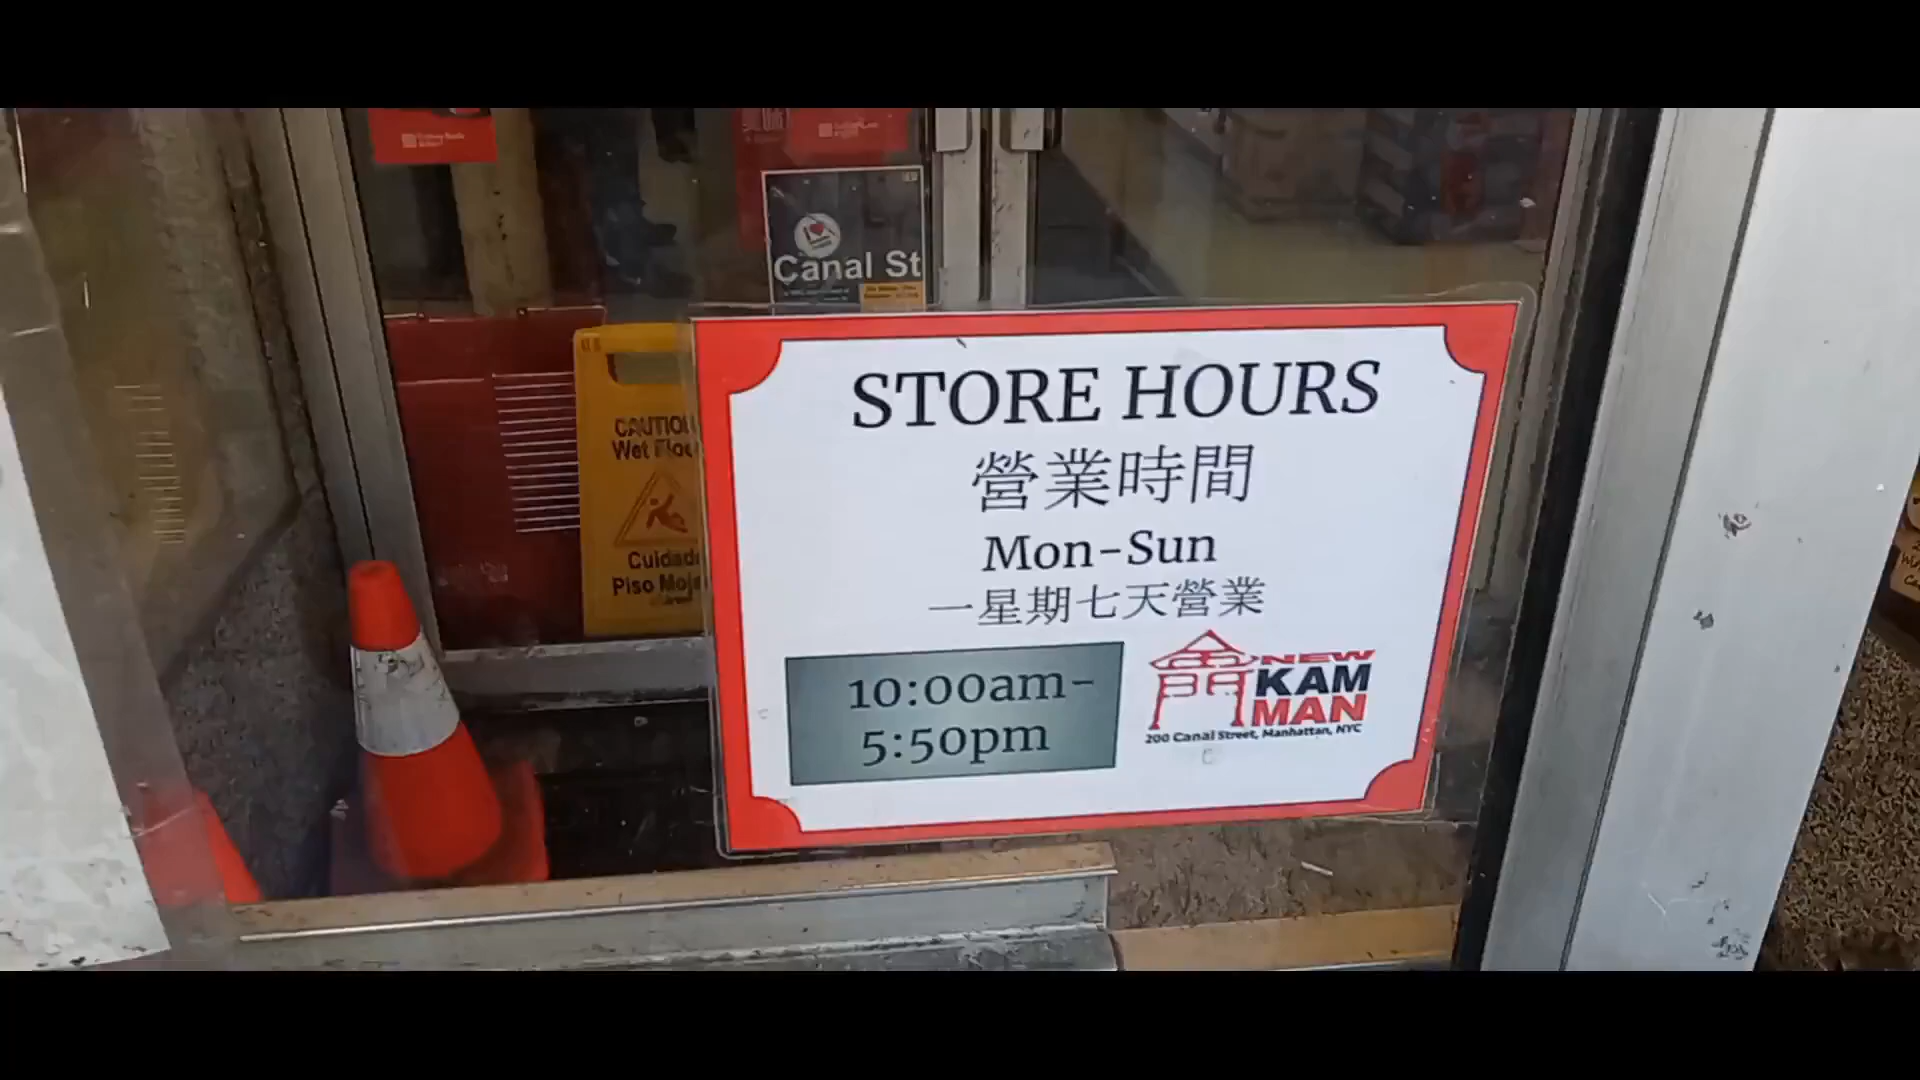 Canal St
CAUTION
Wet Floor
Cuidado
Piso Moja
STORE HOURS
營業時間
Mon-Sun
一星期七天營業
10:00am-
5:50pm
NEW
KAM
MAN
200 Canal Street, Manhattan, NYC